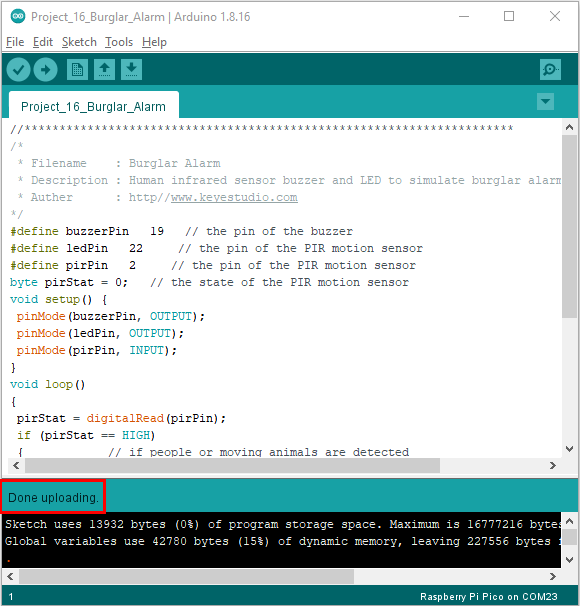 Project_16_Burglar_Alarm | Arduino 1.8.16
File Edit Sketch Tools Help
Project_16_Burglar_Alarm
//**********************************************************************
/*
 * Filename    : Burglar Alarm
 * Description : Human infrared sensor buzzer and LED to simulate burglar alarm
 * Auther      : http//www.keyestudio.com
*/
#define buzzerPin   19   // the pin of the buzzer
#define ledPin   22     // the pin of the PIR motion sensor
#define pirPin   2     // the pin of the PIR motion sensor
byte pirStat = 0;   // the state of the PIR motion sensor
void setup() {
 pinMode(buzzerPin, OUTPUT);
 pinMode(ledPin, OUTPUT);
 pinMode(pirPin, INPUT);
}
void loop()
{
 pirStat = digitalRead(pirPin);
 if (pirStat == HIGH)
 {            // if people or moving animals are detected
Done uploading.
Sketch uses 13932 bytes (0%) of program storage space. Maximum is 16777216 bytes
Global variables use 42780 bytes (15%) of dynamic memory, leaving 227556 bytes
.
1 Raspberry Pi Pico on COM23